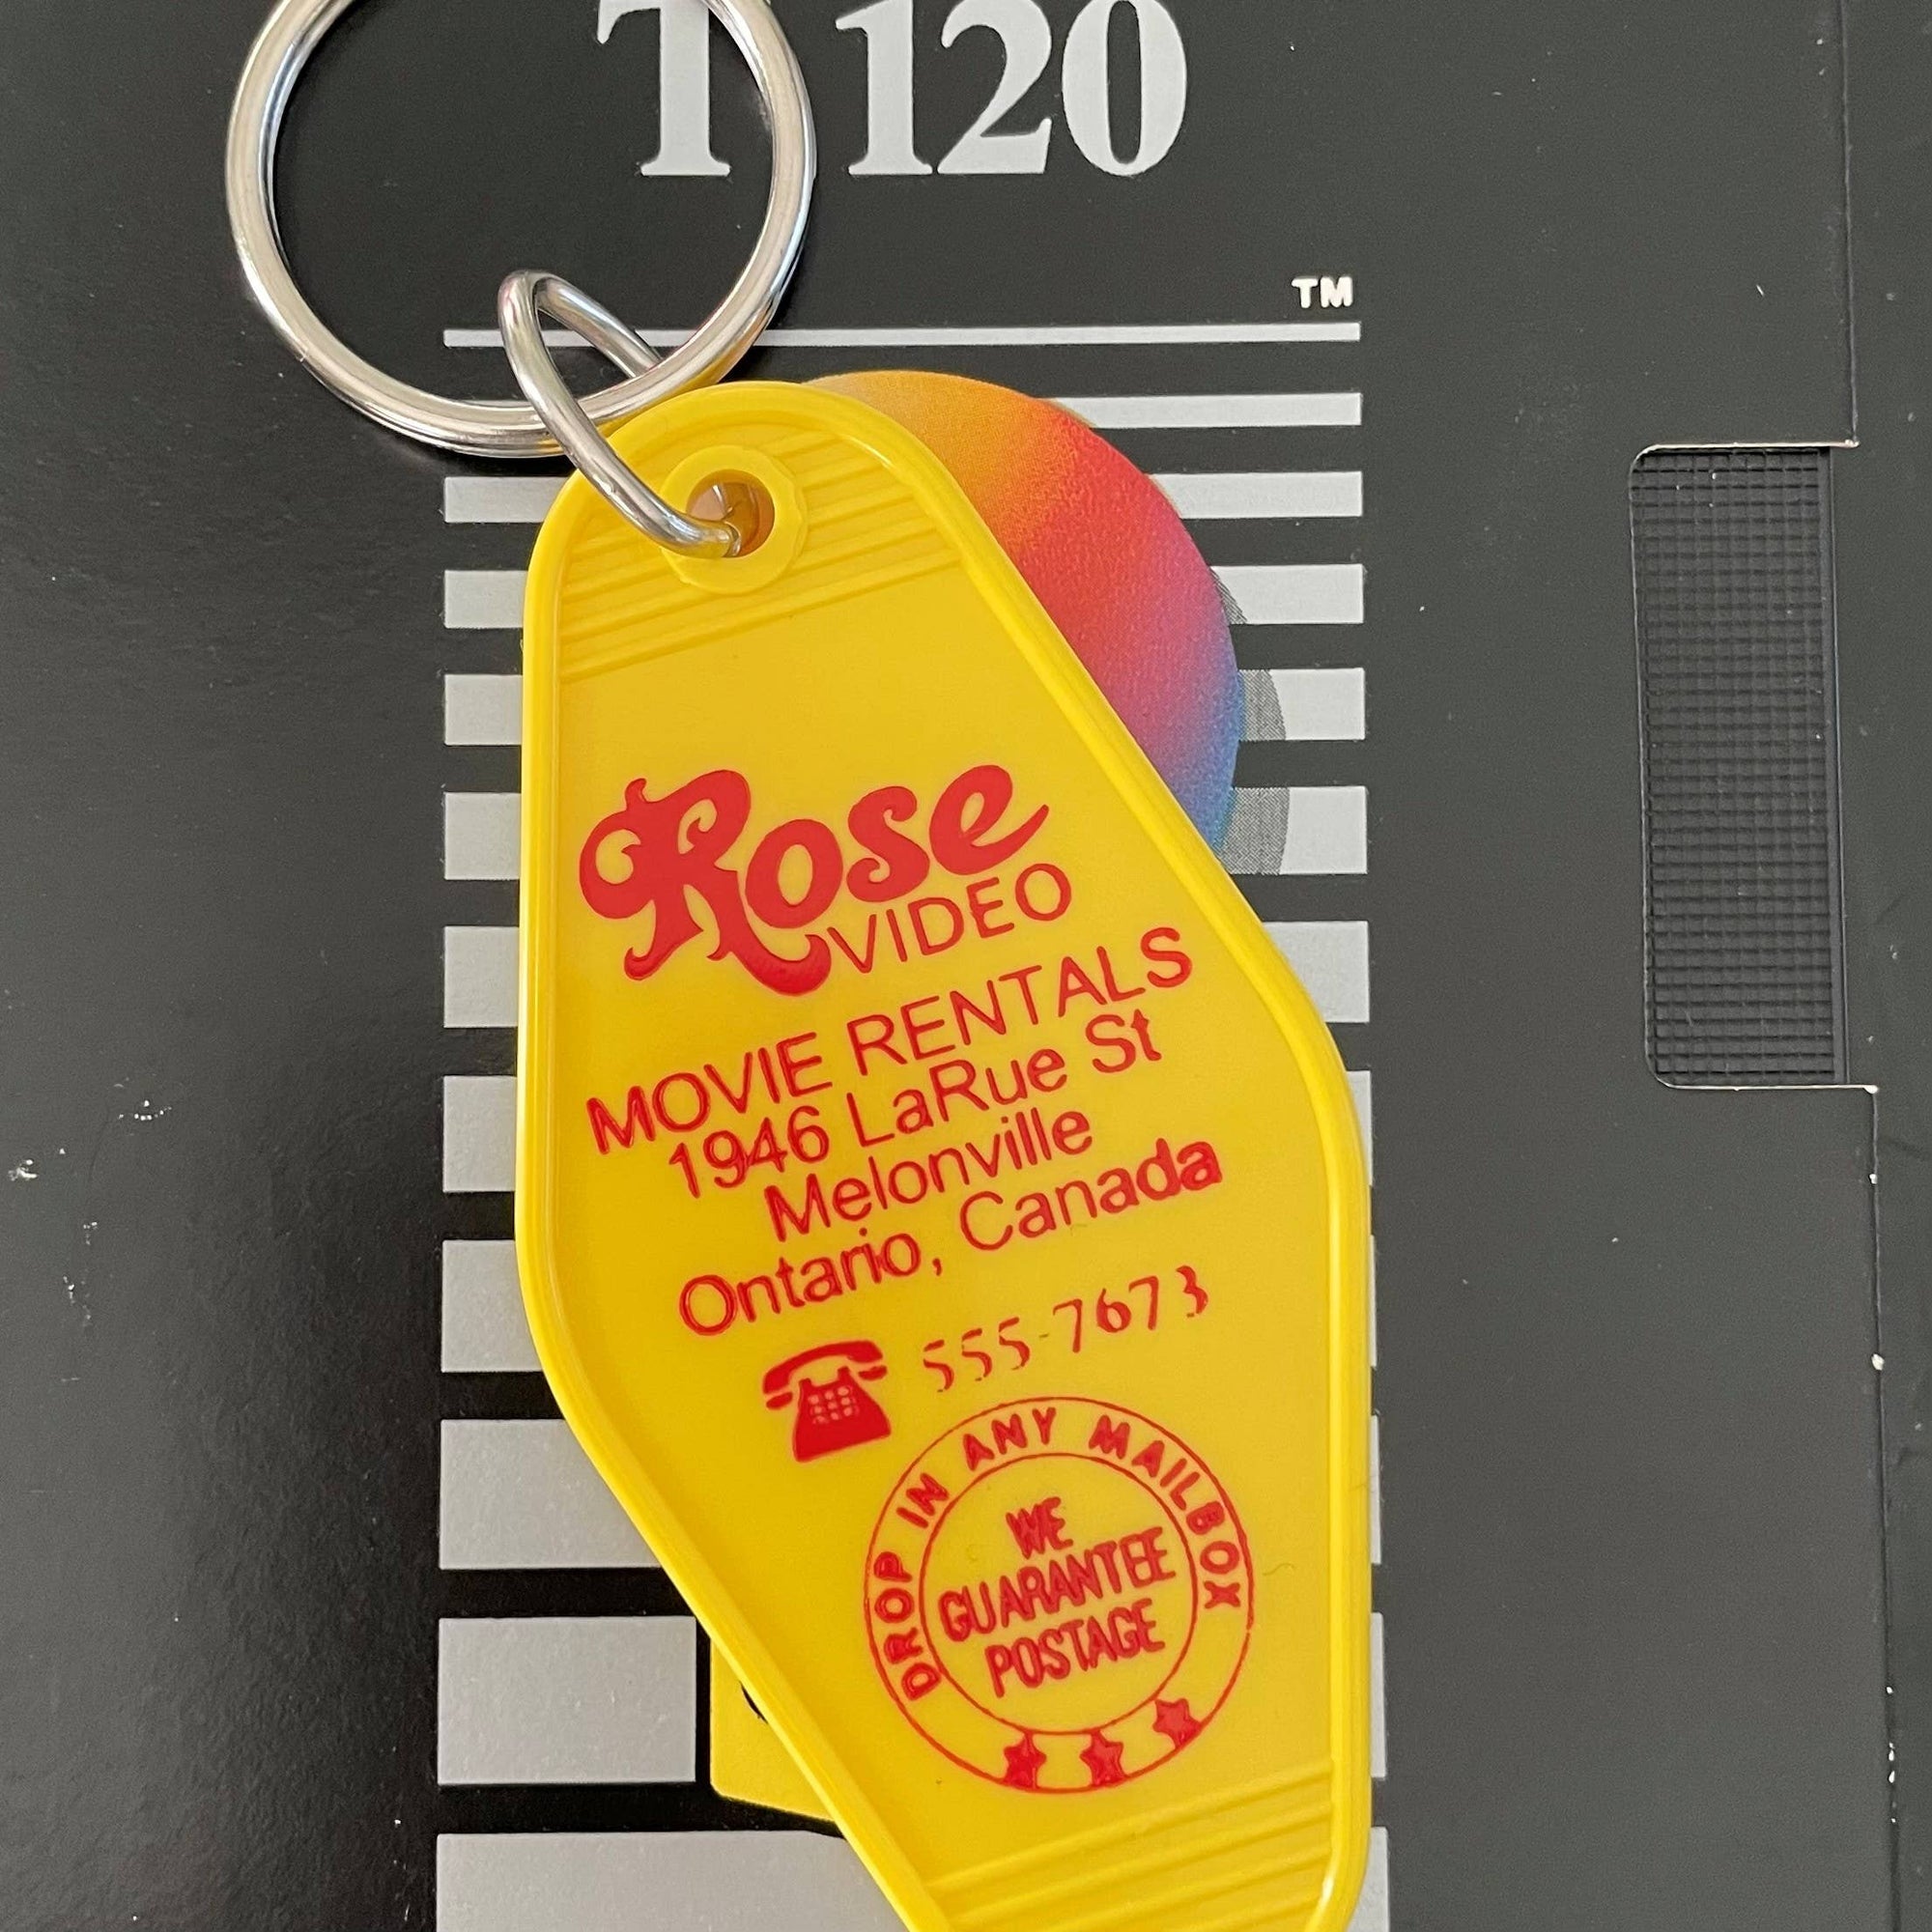 T 120
TM
Rose
VIDEO
MOVIE RENTALS
1946 LaRue St
Melonville
Ontario, Canada
555-7673
DROP IN ANY MAILBOX
WE
GUARANTEE
POSTAGE